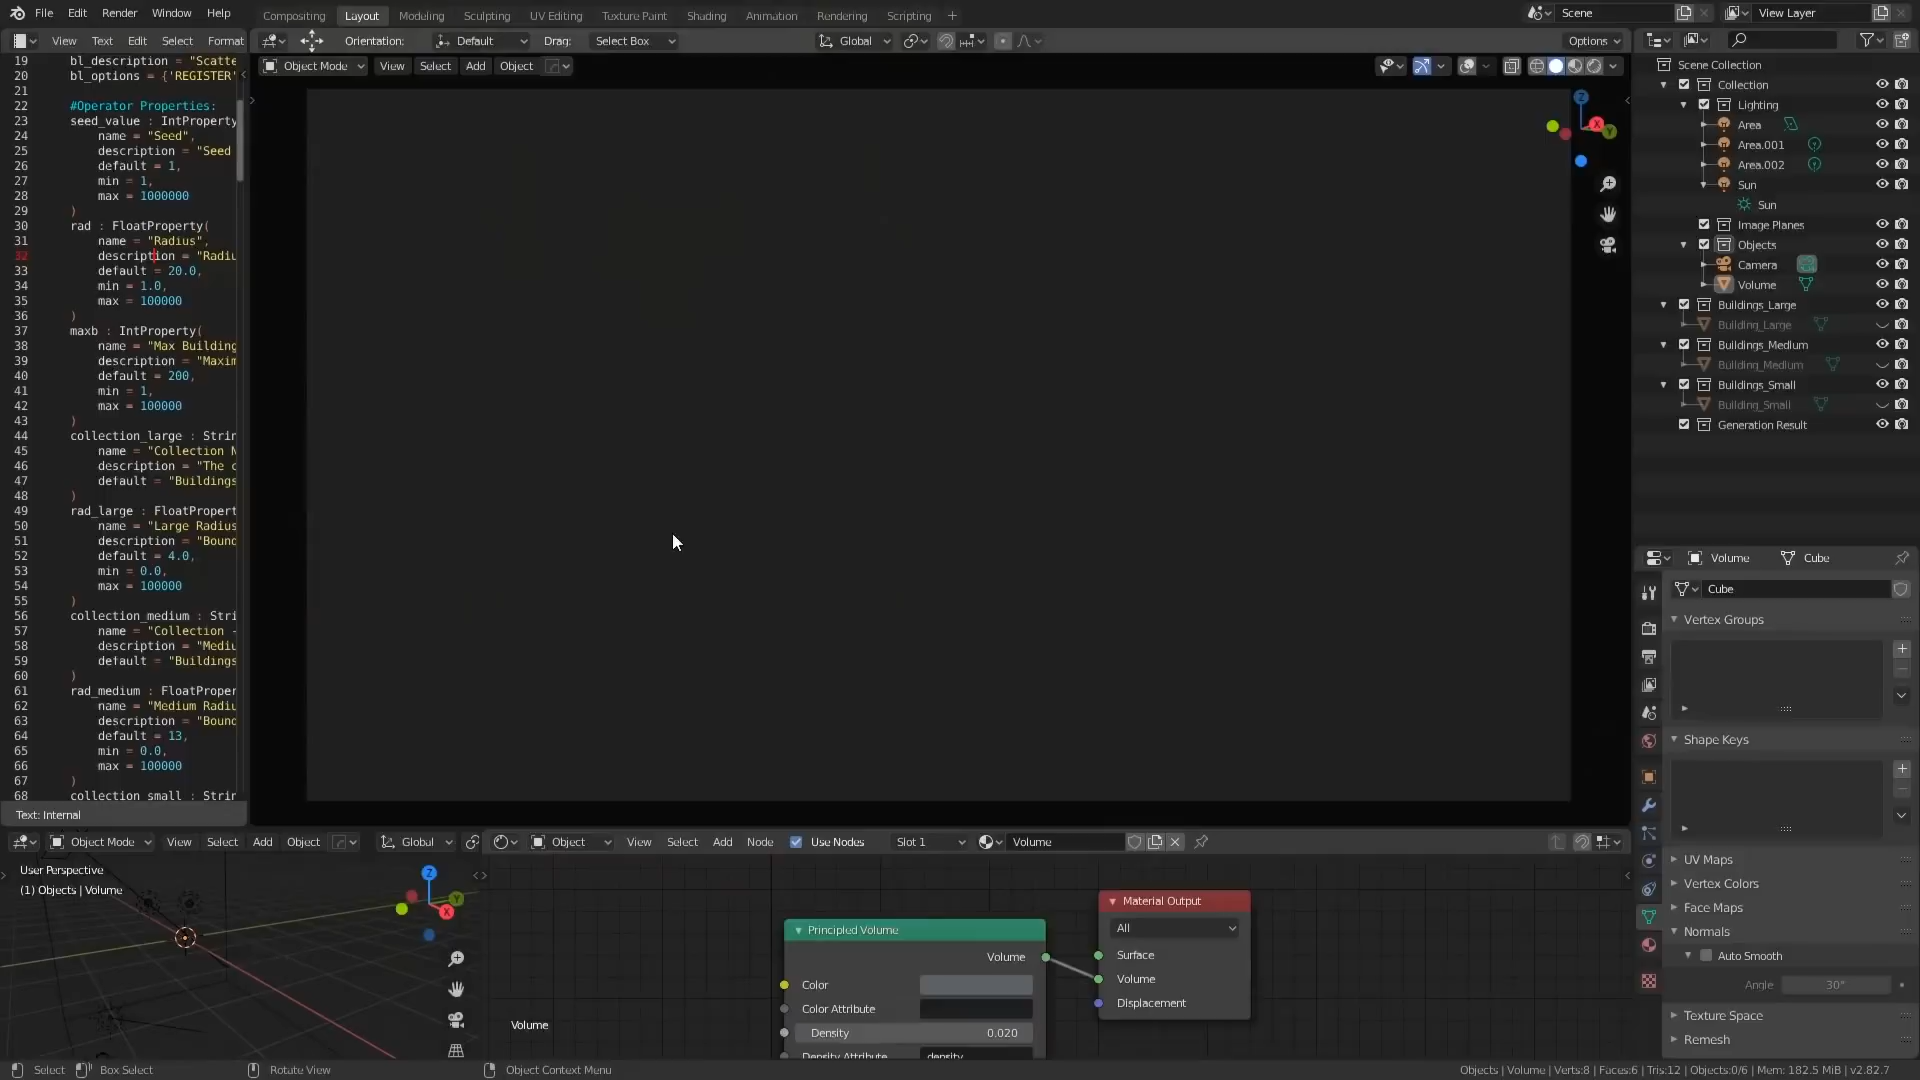 File Edit Render Window Help
Compositing Layout Modeling Sculpting UV Editing Texture Paint Shading Animation Rendering Scripting +
Scene View Layer
View Text Edit Select Format
Orientation: Default Drag: Select Box Global Options
Object Mode View Select Add Object
19 bl_description = "Scatte
20 bl_options = {'REGISTER'
21
22 #Operator Properties:
23 seed_value : IntProperty
24 name = "Seed",
25 description = "Seed
26 default = 1,
27 min = 1,
28 max = 1000000
29 )
30 rad : FloatProperty(
31 name = "Radius",
32 description = "Radiu
33 default = 20.0,
34 min = 1.0,
35 max = 100000
36 )
37 maxb : IntProperty(
38 name = "Max Building
39 description = "Maxim
40 default = 200,
41 min = 1,
42 max = 100000
43 )
44 collection_large : Strin
45 name = "Collection N
46 description = "The c
47 default = "Buildings
48 )
49 rad_large : FloatPropert
50 name = "Large Radius
51 description = "Bound
52 default = 4.0,
53 min = 0.0,
54 max = 100000
55 )
56 collection_medium : Stri
57 name = "Collection -
58 description = "Mediu
59 default = "Buildings
60 )
61 rad_medium : FloatProper
62 name = "Medium Radiu
63 description = "Bound
64 default = 13,
65 min = 0.0,
66 max = 100000
67 )
68 collection_small : Strin
Text: Internal
Z
X
Y
Scene Collection
Collection
Lighting
Area
Area.001
Area.002
Sun
Sun
Image Planes
Objects
Camera
Volume
Buildings_Large
Building_Large
Buildings_Medium
Building_Medium
Buildings_Small
Building_Small
Generation Result
Volume Cube
Cube
Vertex Groups
Shape Keys
UV Maps
Vertex Colors
Face Maps
Normals
Auto Smooth
Angle 30°
Texture Space
Remesh
Object Mode View Select Add Object Global
User Perspective
(1) Objects | Volume
Z
Y
X
Object View Select Add Node Use Nodes Slot 1 Volume
Principled Volume
Volume
Color
Color Attribute
Density 0.020
Density Attribute density
Material Output
All
Surface
Volume
Displacement
Volume
Select Box Select Rotate View Object Context Menu
Objects | Volume | Verts:8 | Faces:6 | Tris:12 | Objects:0/6 | Mem: 182.5 MiB | v2.82.7